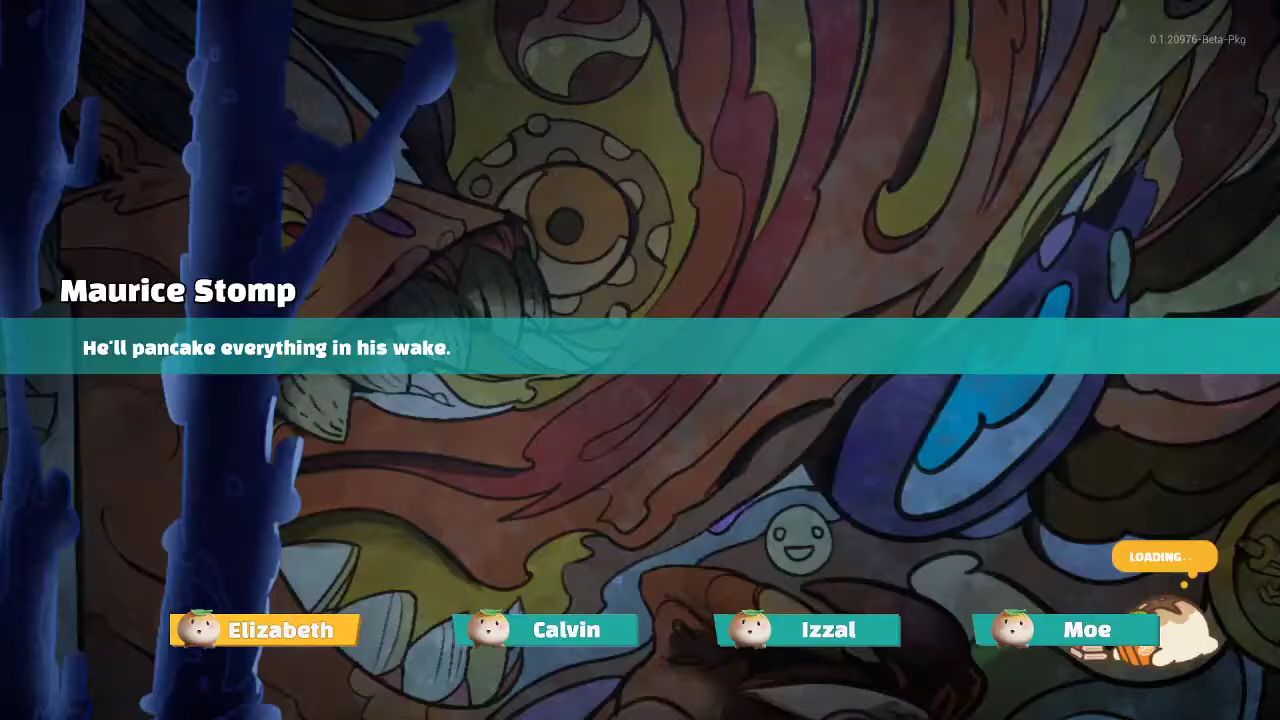 0.1.20976-Beta-Pkg
Maurice Stomp
He'll pancake everything in his wake.
LOADING..
Elizabeth
Calvin
Izzal
Moe